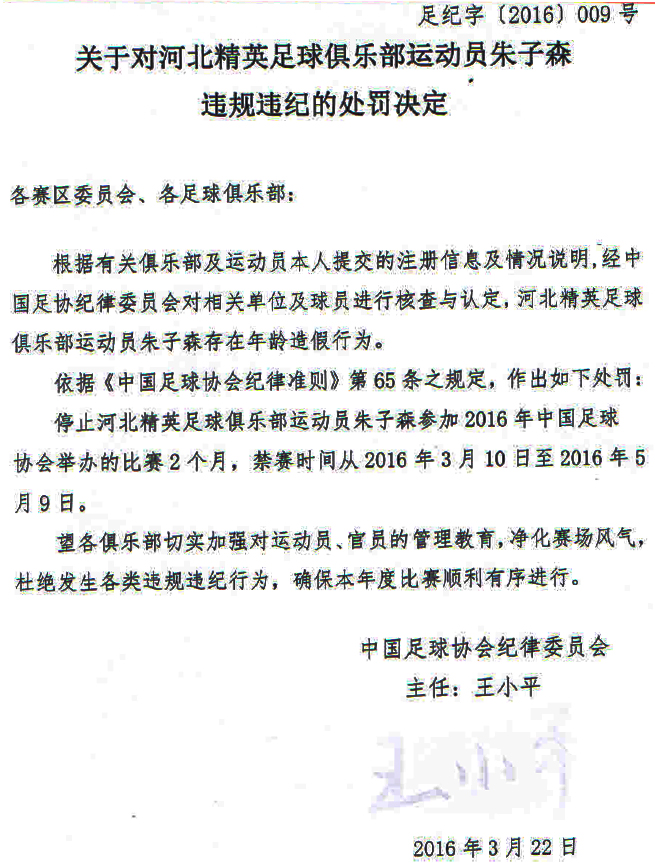 足纪字〔2016〕009 号
关于对河北精英足球俱乐部运动员朱子森
违规违纪的处罚决定
各赛区委员会、各足球俱乐部：
根据有关俱乐部及运动员本人提交的注册信息及情况说明,经中
国足协纪律委员会对相关单位及球员进行核查与认定,河北精英足球
俱乐部运动员朱子森存在年龄造假行为。
依据《中国足球协会纪律准则》第 65 条之规定，作出如下处罚：
停止河北精英足球俱乐部运动员朱子森参加 2016 年中国足球
协会举办的比赛 2 个月，禁赛时间从 2016 年 3 月 10 日至 2016 年 5
月 9 日。
望各俱乐部切实加强对运动员、官员的管理教育,净化赛场风气,
杜绝发生各类违规违纪行为，确保本年度比赛顺利有序进行。
中国足球协会纪律委员会
主任：王小平
2016 年 3 月 22 日